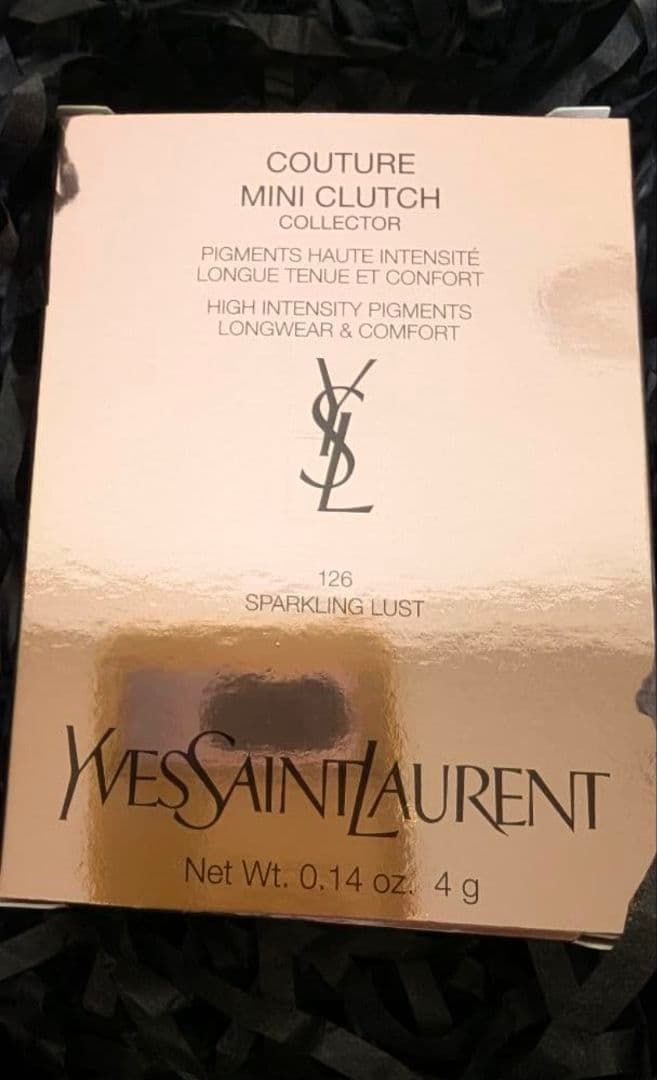 COUTURE
MINI CLUTCH
COLLECTOR
PIGMENTS HAUTE INTENSITÉ
LONGUE TENUE ET CONFORT
HIGH INTENSITY PIGMENTS
LONGWEAR & COMFORT
YSL
126
SPARKLING LUST
YVESSAINTLAURENT
Net Wt. 0.14 oz. 4 g